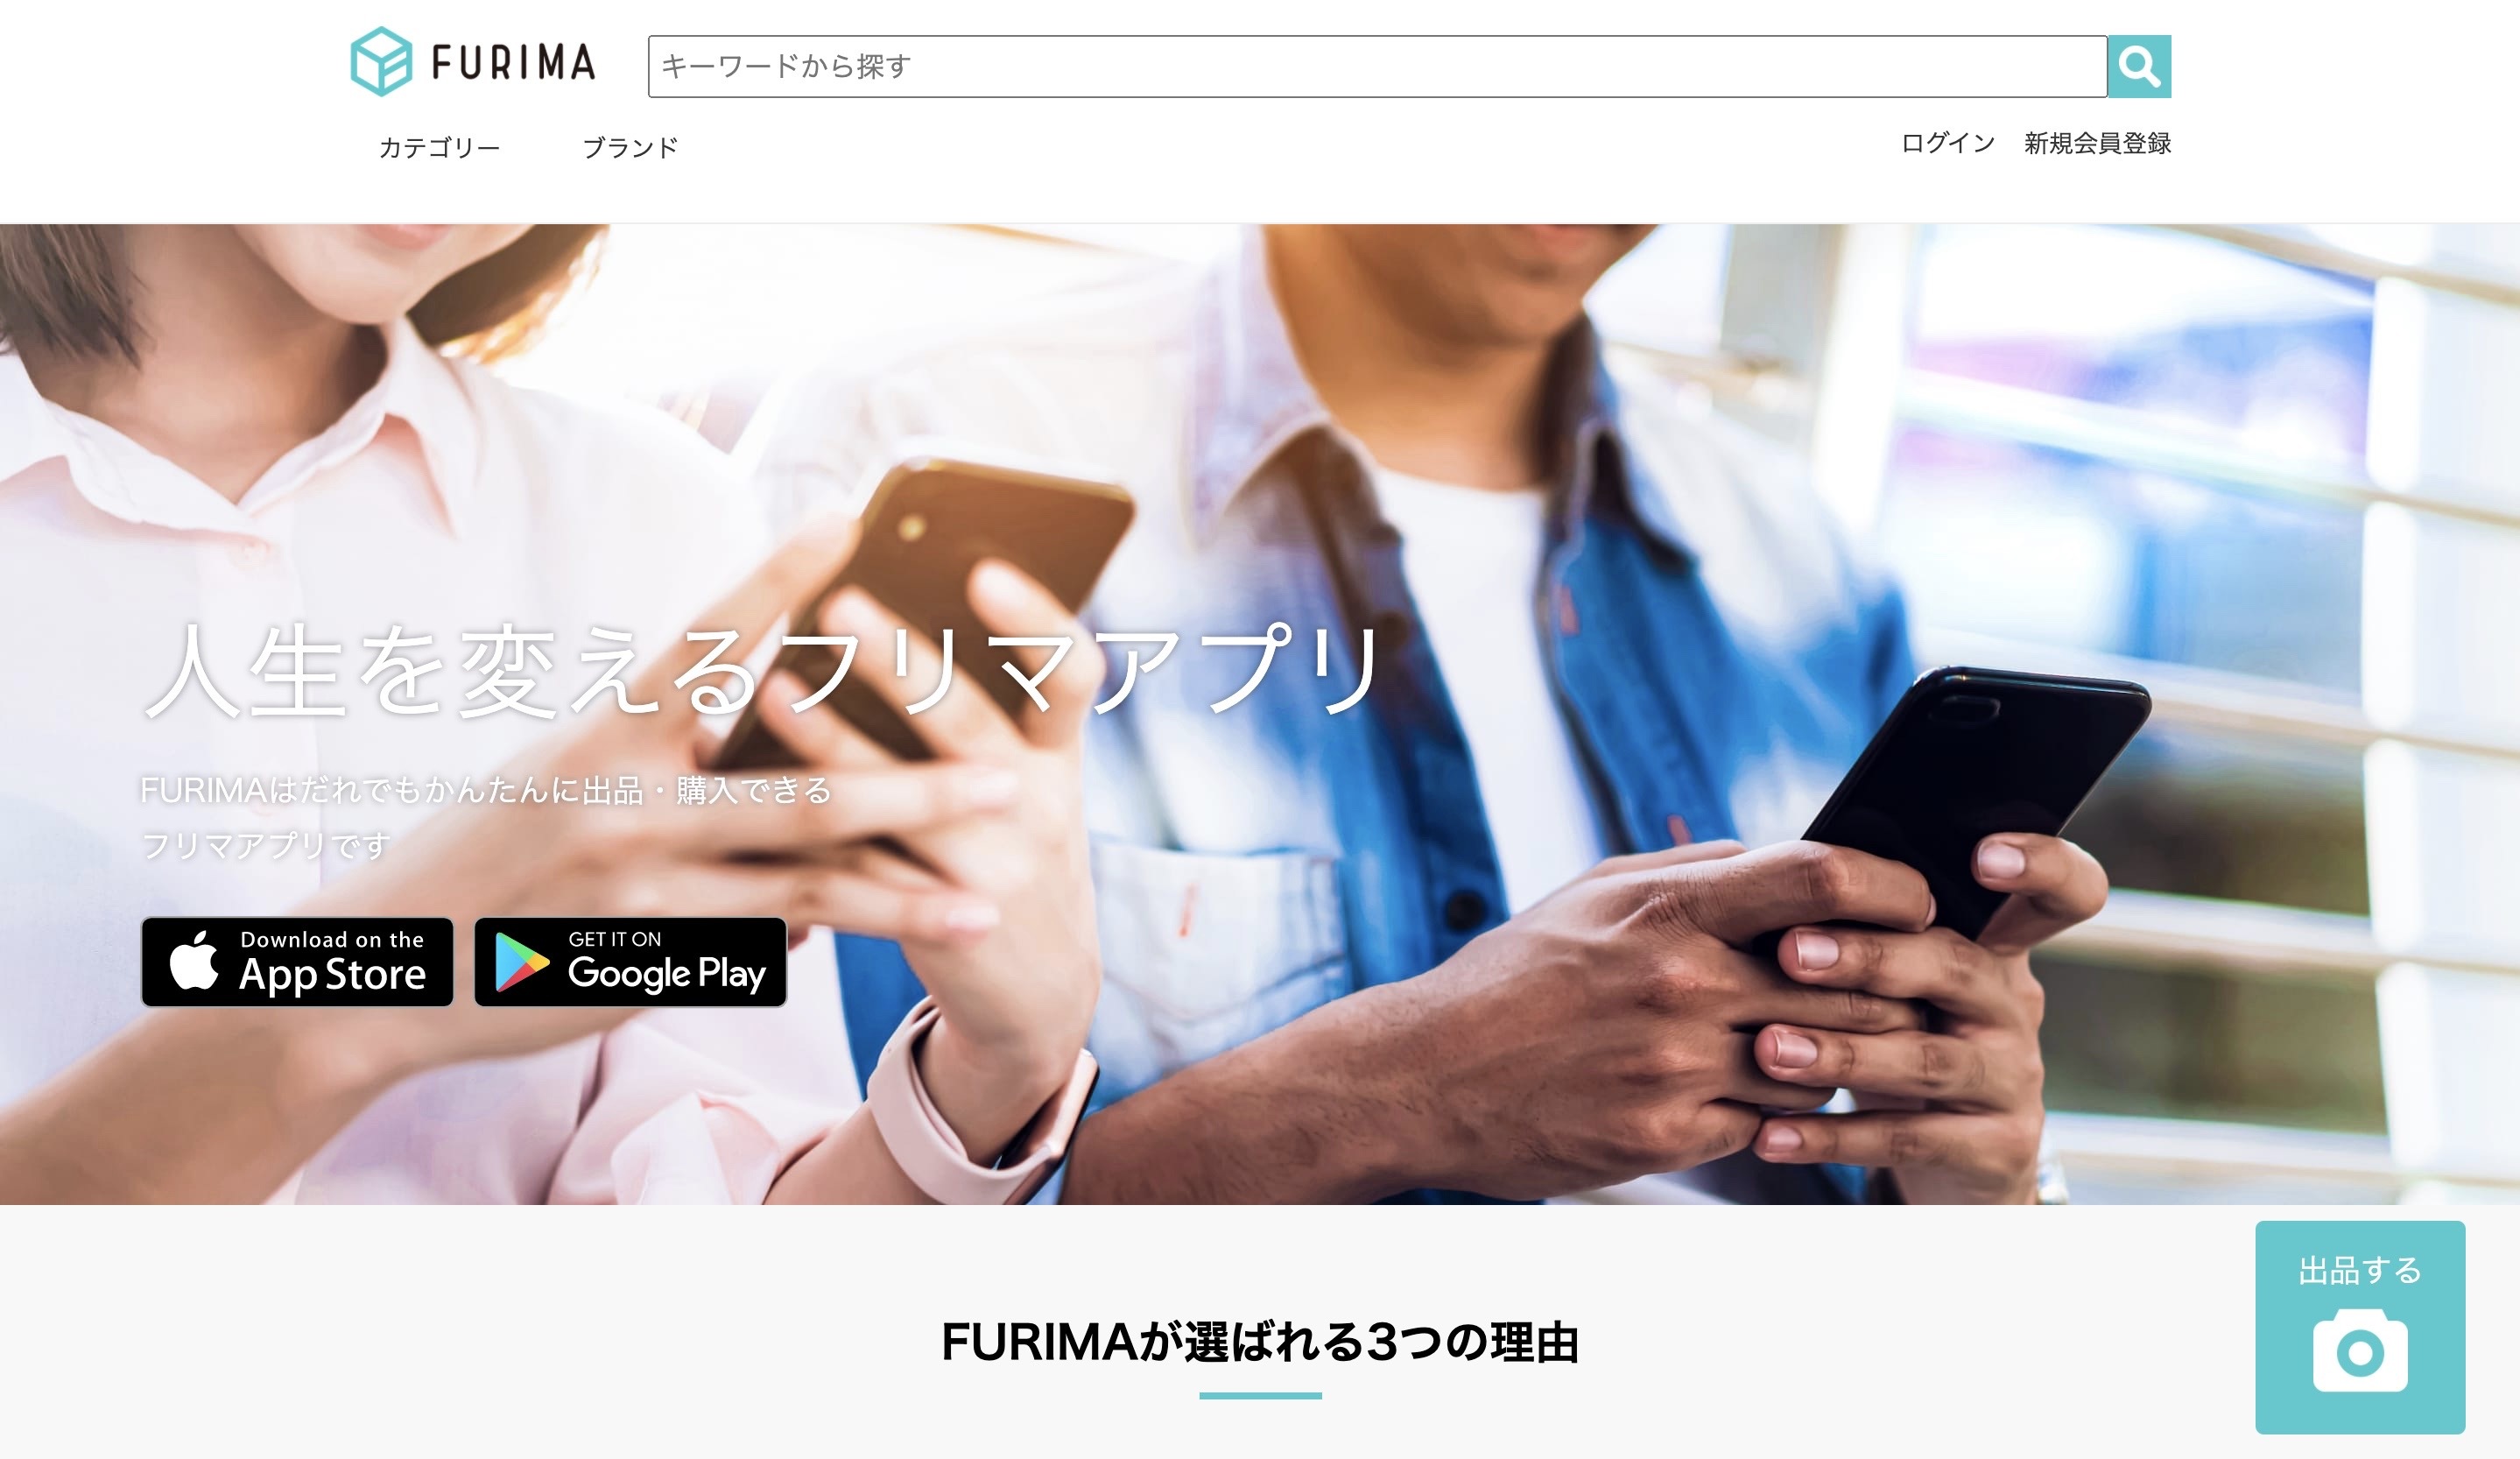 FURIMA
キーワードから探す
カテゴリー
ブランド
ログイン
新規会員登録
人生を変えるフリマアプリ
FURIMAはだれでもかんたんに出品・購入できる
フリマアプリです
Download on the
App Store
GET IT ON
Google Play
出品する
FURIMAが選ばれる3つの理由